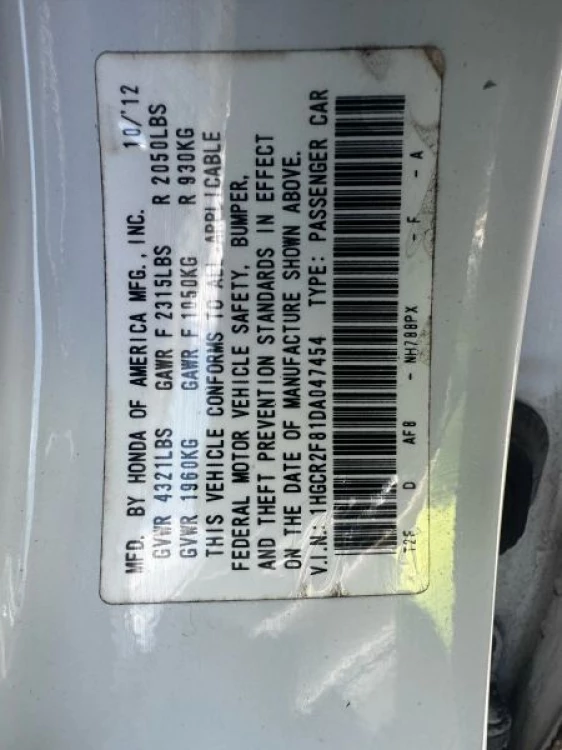 MFD. BY HONDA OF AMERICA MFG., INC. 10/'12
GVWR 4321LBS GAWR F 2315LBS R 2050LBS
GVWR 1960KG GAWR F 1050KG R 930KG
THIS VEHICLE CONFORMS TO ALL APPLICABLE
FEDERAL MOTOR VEHICLE SAFETY, BUMPER,
AND THEFT PREVENTION STANDARDS IN EFFECT
ON THE DATE OF MANUFACTURE SHOWN ABOVE.
V.I.N.: 1HGCR2F81DA047454 TYPE: PASSENGER CAR
T2F D AF8 - NH788PX - F - A